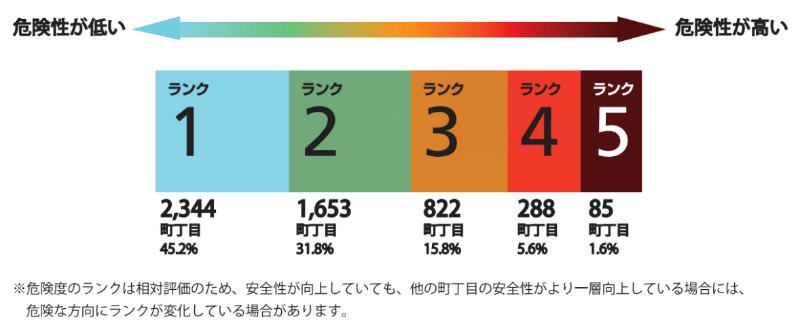 危険性が低い 危険性が高い
ランク ランク ランク ランク ランク
1 2 3 4 5
2,344 1,653 822 288 85
町丁目 町丁目 町丁目 町丁目 町丁目
45.2% 31.8% 15.8% 5.6% 1.6%
※危険度のランクは相対評価のため、安全性が向上していても、他の町丁目の安全性がより一層向上している場合には、
危険な方向にランクが変化している場合があります。